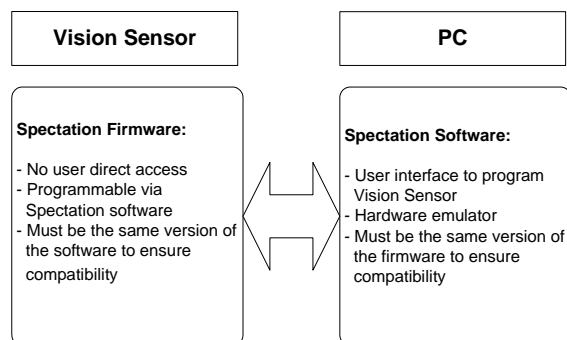 Vision Sensor
PC
Spectation Firmware:
- No user direct access
- Programmable via
Spectation software
- Must be the same version of
the software to ensure
compatibility
Spectation Software:
- User interface to program
Vision Sensor
- Hardware emulator
- Must be the same version of
the firmware to ensure
compatibility